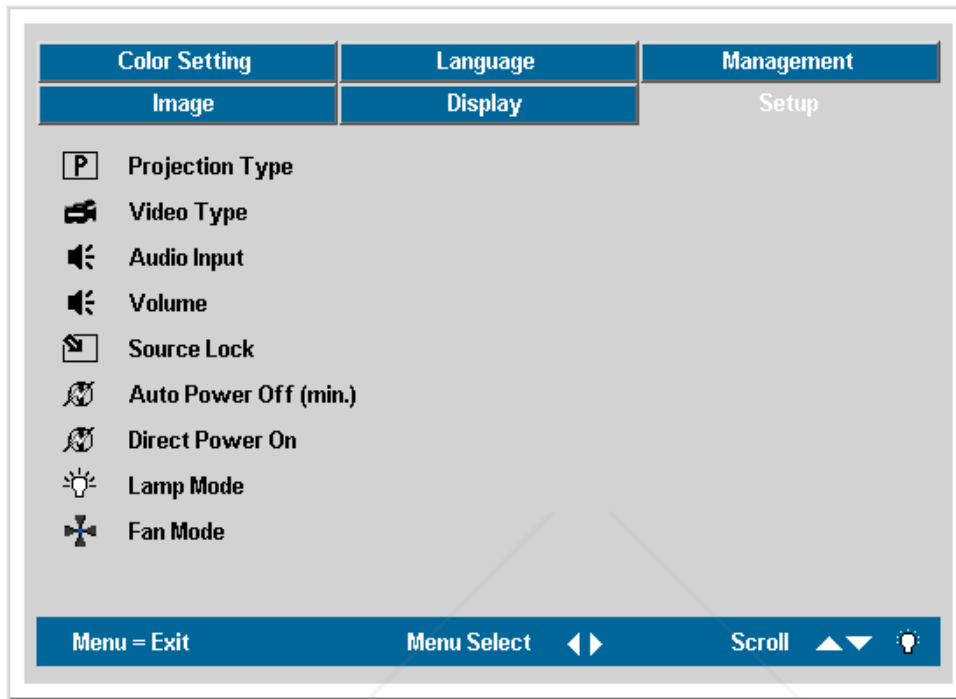 Color Setting Language Management
Image Display Setup
P Projection Type
Video Type
Audio Input
Volume
Source Lock
Auto Power Off (min.)
Direct Power On
Lamp Mode
Fan Mode
Menu = Exit Menu Select Scroll